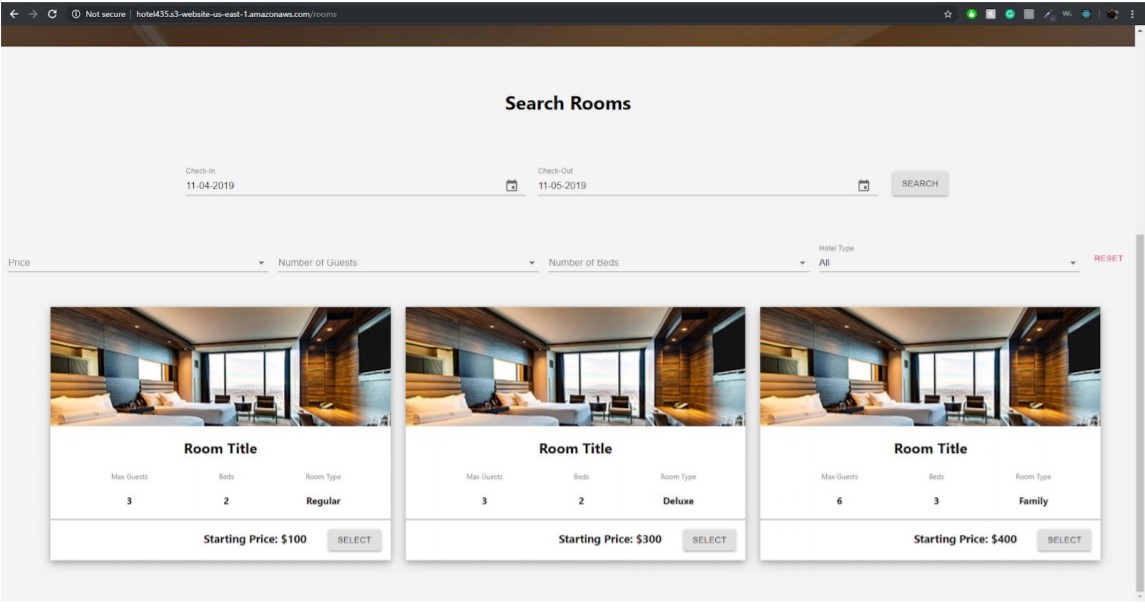 Not secure | hotel435.s3-website-us-east-1.amazonaws.com/rooms
Search Rooms
Check-In
11-04-2019
Check-Out
11-05-2019
SEARCH
Price
Number of Guests
Number of Beds
Hotel Type
All
RESET
Room Title
Max Guests Beds Room Type
3 2 Regular
Starting Price: $100 SELECT
Room Title
Max Guests Beds Room Type
3 2 Deluxe
Starting Price: $300 SELECT
Room Title
Max Guests Beds Room Type
6 3 Family
Starting Price: $400 SELECT